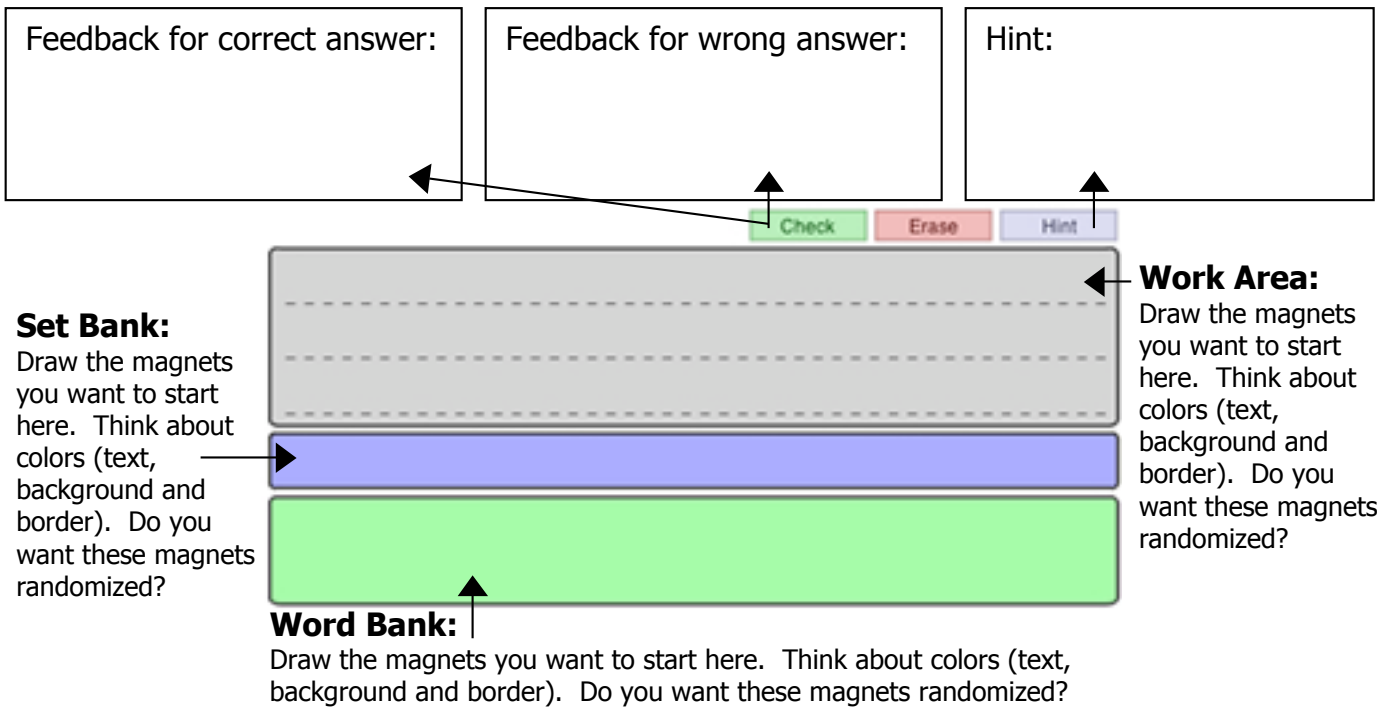 Feedback for correct answer:
Feedback for wrong answer:
Hint:
Check
Erase
Hint
Set Bank:
Draw the magnets
you want to start
here.  Think about
colors (text,
background and
border).  Do you
want these magnets
randomized?
Work Area:
Draw the magnets
you want to start
here.  Think about
colors (text,
background and
border).  Do you
want these magnets
randomized?
Word Bank:
Draw the magnets you want to start here.  Think about colors (text,
background and border).  Do you want these magnets randomized?